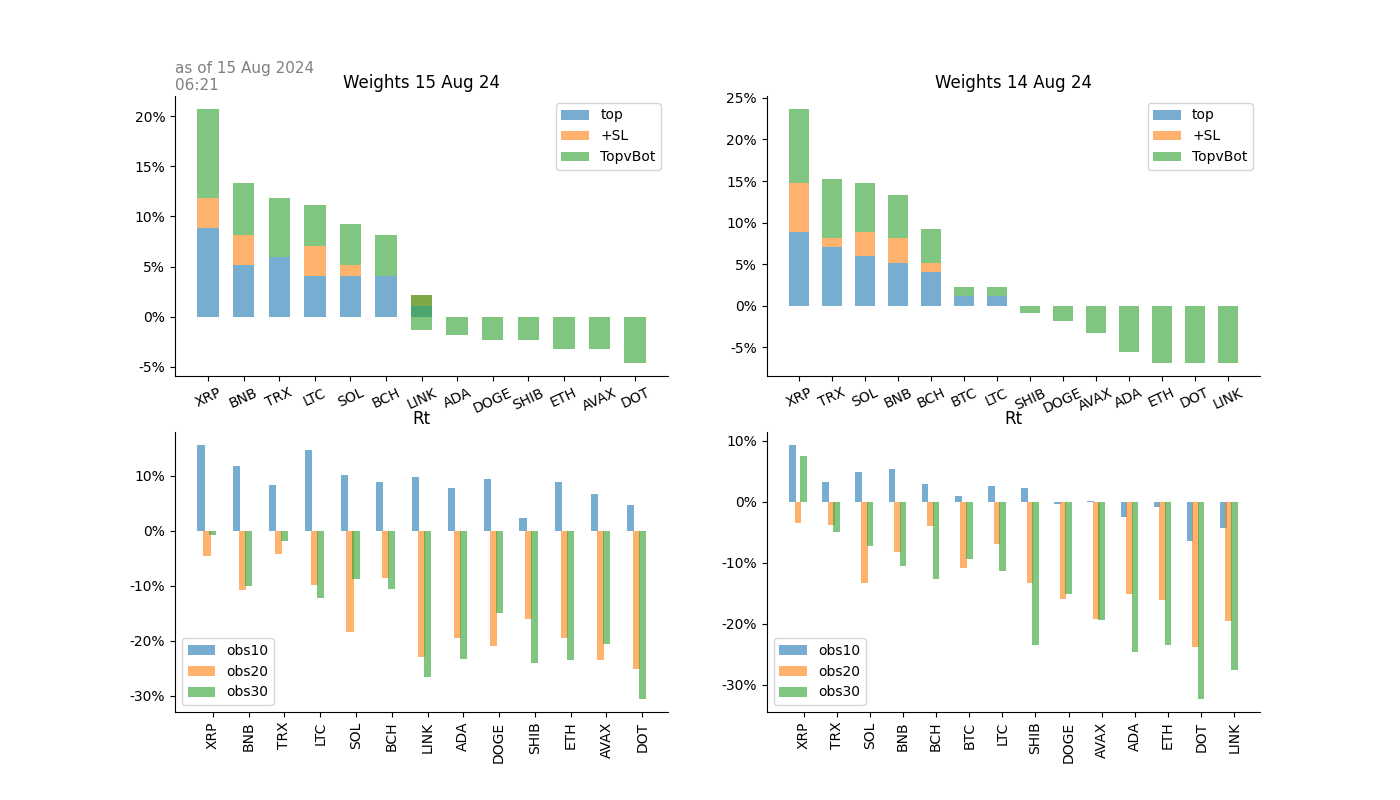 as of 15 Aug 2024
06:21
Weights 15 Aug 24
20%
15%
10%
5%
0%
-5%
top
+SL
TopvBot
XRP BNB TRX LTC SOL BCH LINK ADA DOGE SHIB ETH AVAX DOT
Weights 14 Aug 24
25%
20%
15%
10%
5%
0%
-5%
top
+SL
TopvBot
XRP TRX SOL BNB BCH BTC LTC SHIB DOGE AVAX ADA ETH DOT LINK
Rt
10%
0%
-10%
-20%
-30%
obs10
obs20
obs30
XRP BNB TRX LTC SOL BCH LINK ADA DOGE SHIB ETH AVAX DOT
Rt
10%
0%
-10%
-20%
-30%
obs10
obs20
obs30
XRP TRX SOL BNB BCH BTC LTC SHIB DOGE AVAX ADA ETH DOT LINK